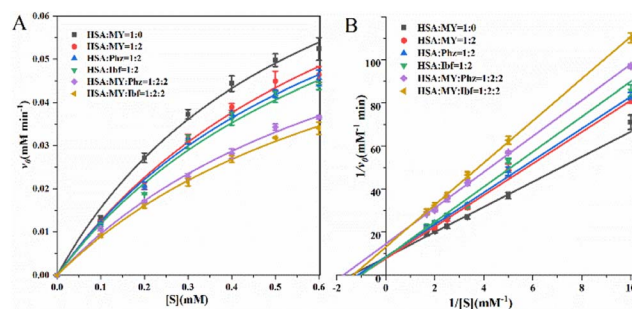 A
0.06
0.05
0.04
0.03
0.02
0.01
0.00
v₀(mM min⁻¹)
HSA:MY=1:0
HSA:MY=1:2
HSA:Phz=1:2
HSA:Ibf=1:2
HSA:MY:Phz=1:2:2
HSA:MY:Ibf=1:2:2
0.0 0.1 0.2 0.3 0.4 0.5 0.6
[S](mM)
B
120
100
80
60
40
20
1/v₀(mM⁻¹ min)
HSA:MY=1:0
HSA:MY=1:2
HSA:Phz=1:2
HSA:Ibf=1:2
HSA:MY:Phz=1:2:2
HSA:MY:Ibf=1:2:2
-2 0 2 4 6 8 10
1/[S](mM⁻¹)